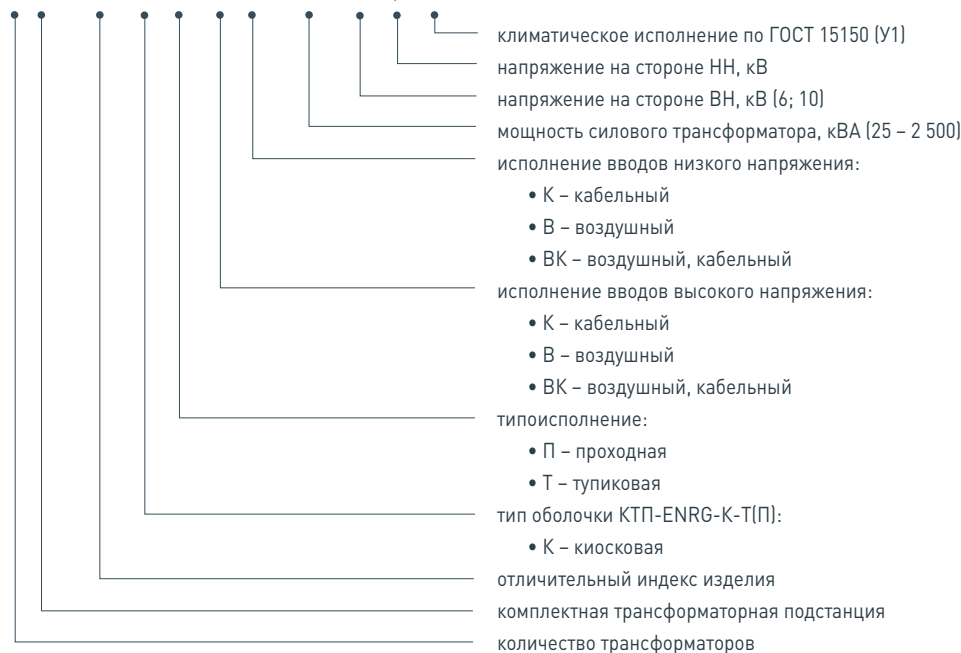 климатическое исполнение по ГОСТ 15150 (У1)
напряжение на стороне НН, кВ
напряжение на стороне ВН, кВ (6; 10)
мощность силового трансформатора, кВА (25 – 2 500)
исполнение вводов низкого напряжения:
• К – кабельный
• В – воздушный
• ВК – воздушный, кабельный
исполнение вводов высокого напряжения:
• К – кабельный
• В – воздушный
• ВК – воздушный, кабельный
типоисполнение:
• П – проходная
• Т – тупиковая
тип оболочки КТП-ENRG-К-Т(П):
• К – киосковая
отличительный индекс изделия
комплектная трансформаторная подстанция
количество трансформаторов